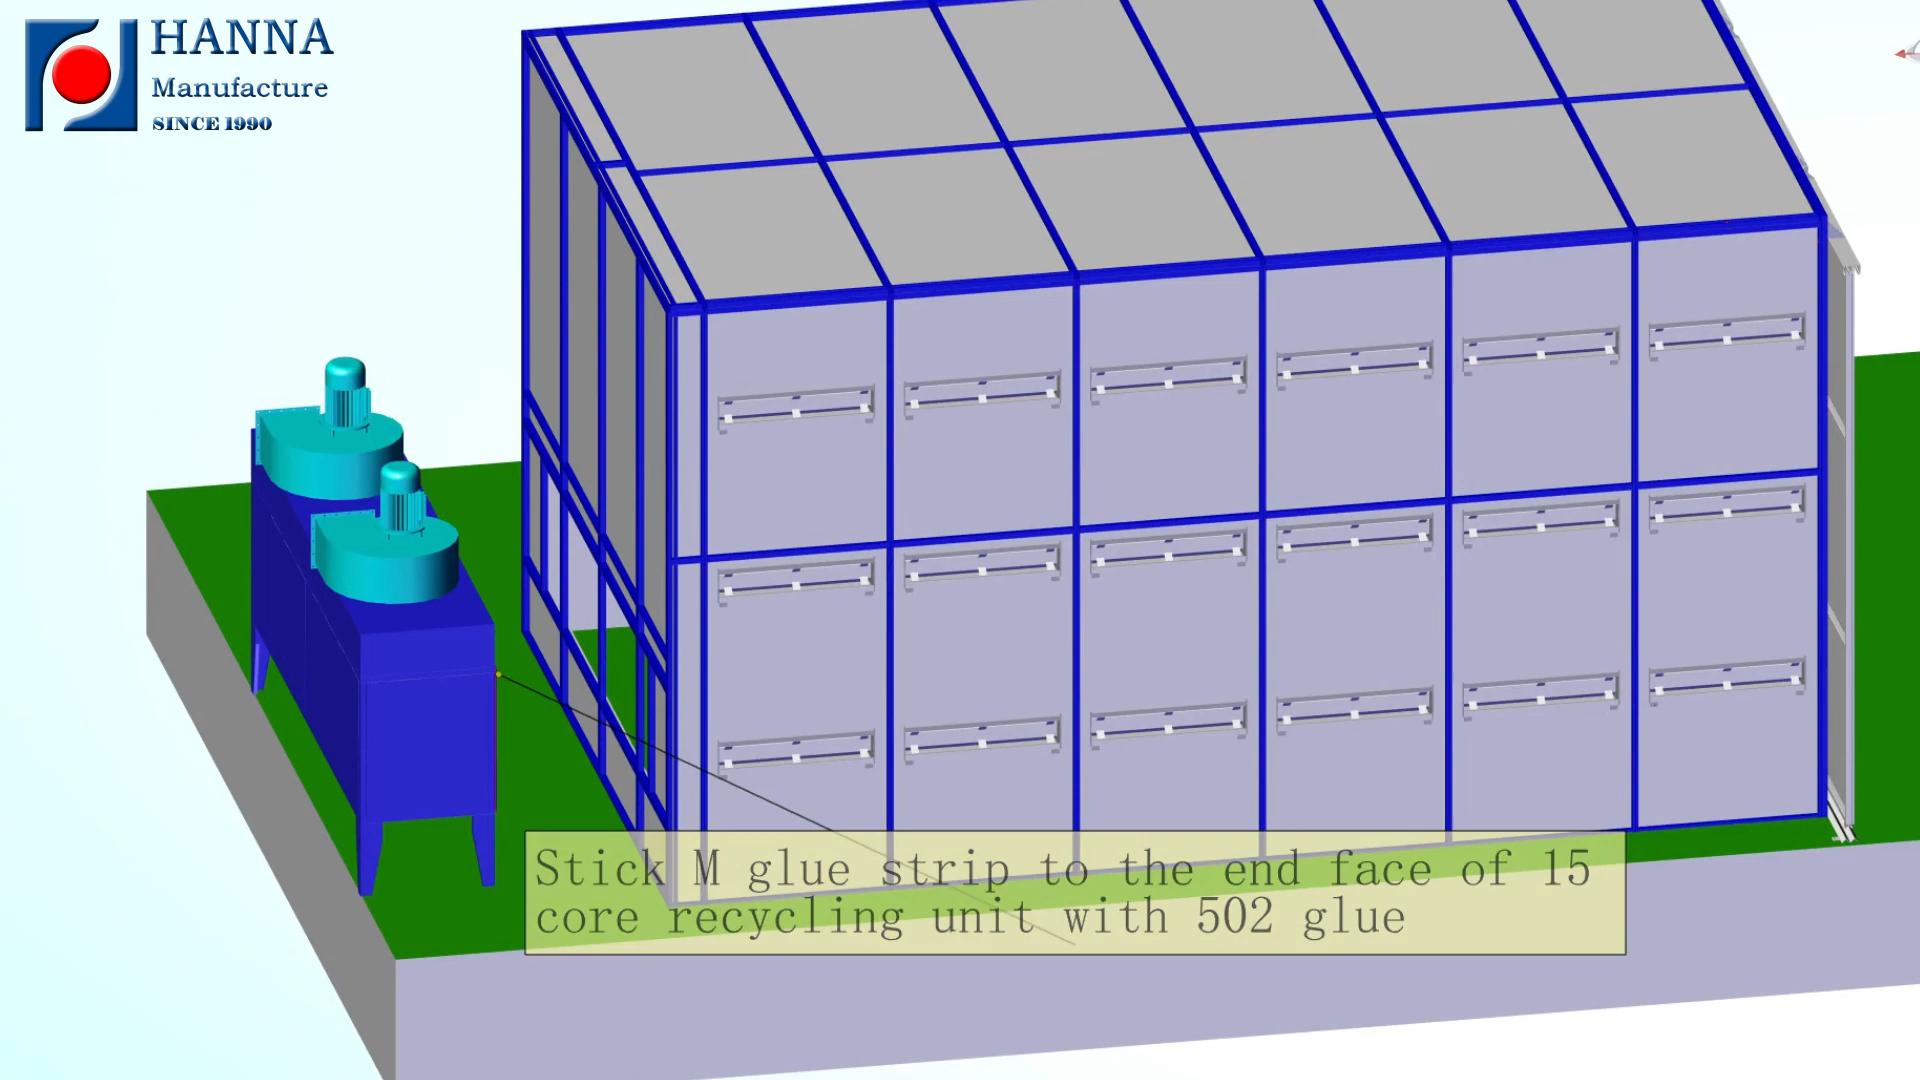 HANNA
Manufacture
SINCE 1990
Stick M glue strip to the end face of 15
core recycling unit with 502 glue